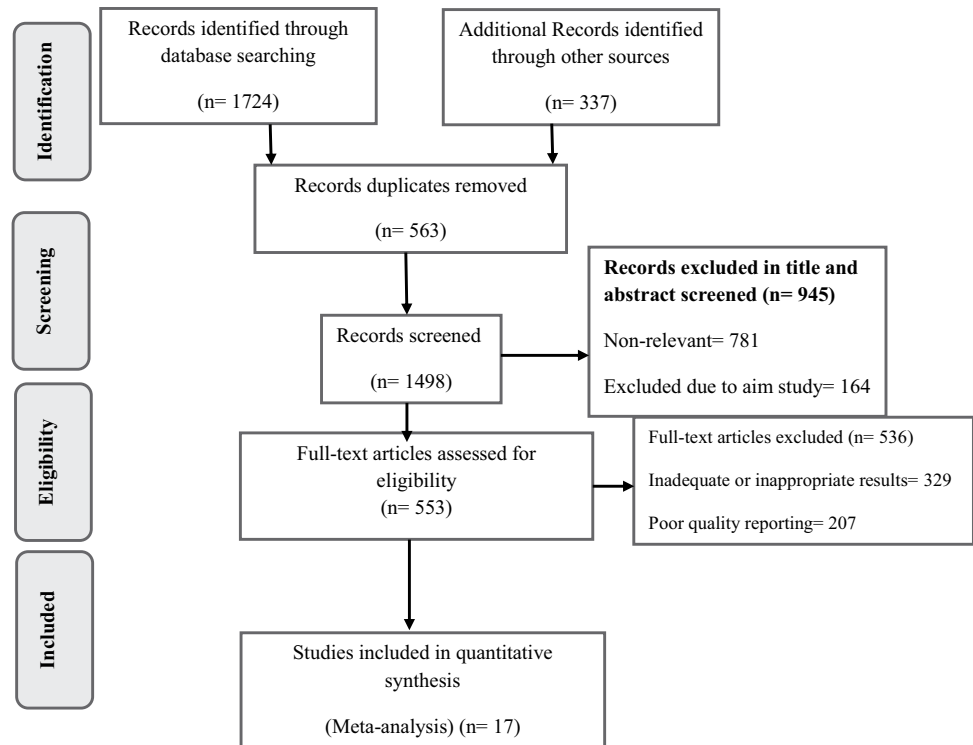 Identification
Records identified through
database searching
(n= 1724)
Additional Records identified
through other sources
(n= 337)
Records duplicates removed
(n= 563)
Screening
Records excluded in title and
abstract screened (n= 945)
Non-relevant= 781
Excluded due to aim study= 164
Records screened
(n= 1498)
Eligibility
Full-text articles assessed for
eligibility
(n= 553)
Full-text articles excluded (n= 536)
Inadequate or inappropriate results= 329
Poor quality reporting= 207
Included
Studies included in quantitative
synthesis
(Meta-analysis) (n= 17)